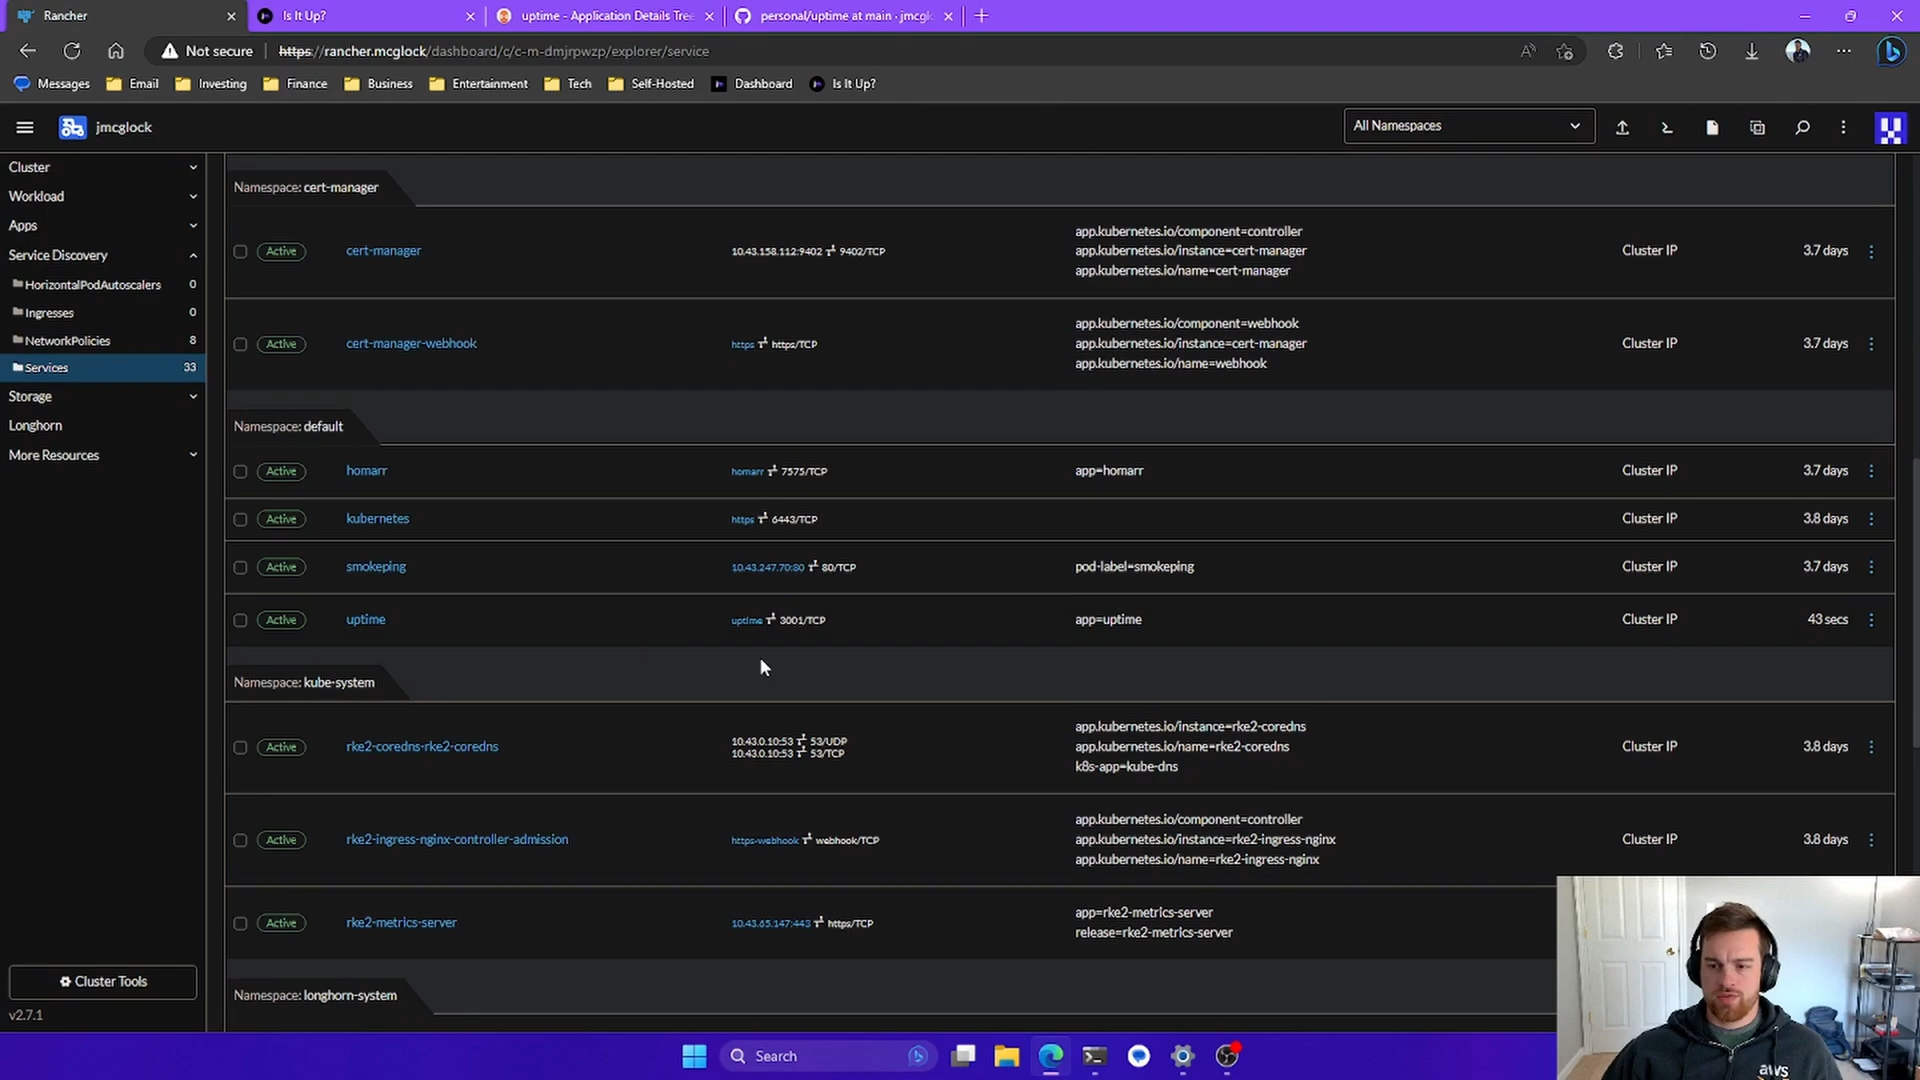 Rancher
Is It Up?
uptime - Application Details Tree
personal/uptime at main · jmcgl
Not secure
https://rancher.mcglock/dashboard/c/c-m-dmjrpwzp/explorer/service
Messages
Email
Investing
Finance
Business
Entertainment
Tech
Self-Hosted
Dashboard
Is It Up?
jmcglock
All Namespaces
Cluster
Workload
Apps
Service Discovery
HorizontalPodAutoscalers 0
Ingresses 0
NetworkPolicies 8
Services 33
Storage
Longhorn
More Resources
Cluster Tools
v2.7.1
Namespace: cert-manager
Active
cert-manager
10.43.158.112:9402 9402/TCP
app.kubernetes.io/component=controller
app.kubernetes.io/instance=cert-manager
app.kubernetes.io/name=cert-manager
Cluster IP
3.7 days
Active
cert-manager-webhook
https https/TCP
app.kubernetes.io/component=webhook
app.kubernetes.io/instance=cert-manager
app.kubernetes.io/name=webhook
Cluster IP
3.7 days
Namespace: default
Active
homarr
homarr 7575/TCP
app=homarr
Cluster IP
3.7 days
Active
kubernetes
https 6443/TCP
Cluster IP
3.8 days
Active
smokeping
10.43.247.70:80 80/TCP
pod-label=smokeping
Cluster IP
3.7 days
Active
uptime
uptime 3001/TCP
app=uptime
Cluster IP
43 secs
Namespace: kube-system
Active
rke2-coredns-rke2-coredns
10.43.0.10:53 53/UDP
10.43.0.10:53 53/TCP
app.kubernetes.io/instance=rke2-coredns
app.kubernetes.io/name=rke2-coredns
k8s-app=kube-dns
Cluster IP
3.8 days
Active
rke2-ingress-nginx-controller-admission
https-webhook webhook/TCP
app.kubernetes.io/component=controller
app.kubernetes.io/instance=rke2-ingress-nginx
app.kubernetes.io/name=rke2-ingress-nginx
Cluster IP
3.8 days
Active
rke2-metrics-server
10.43.65.147:443 https/TCP
app=rke2-metrics-server
release=rke2-metrics-server
Namespace: longhorn-system
Search
aws